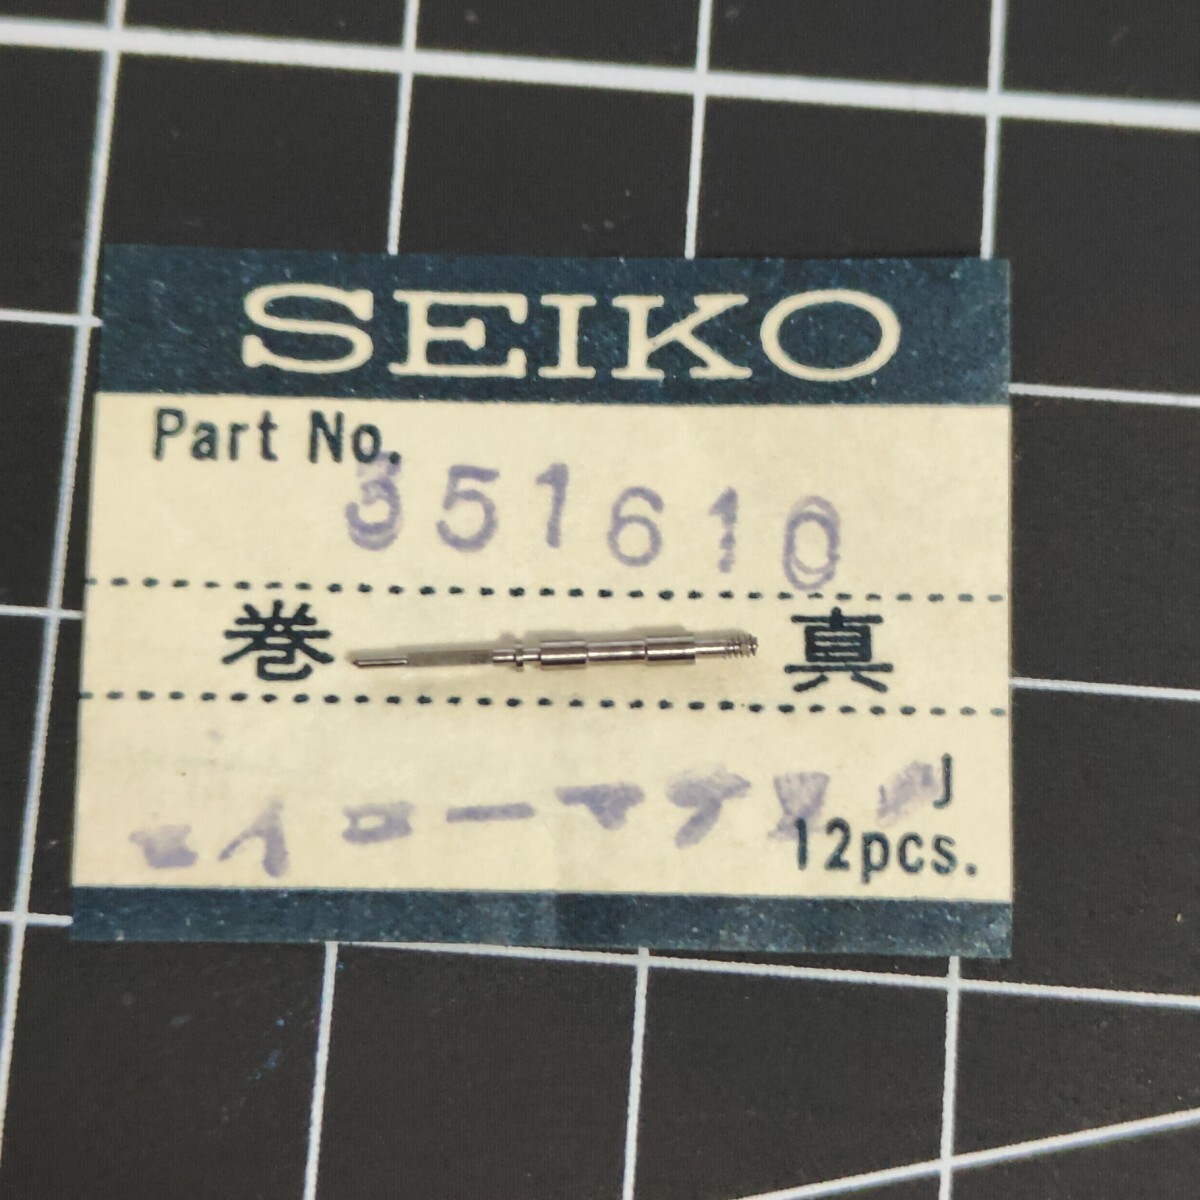 SEIKO
Part No.
351610
巻真
J
12pcs.